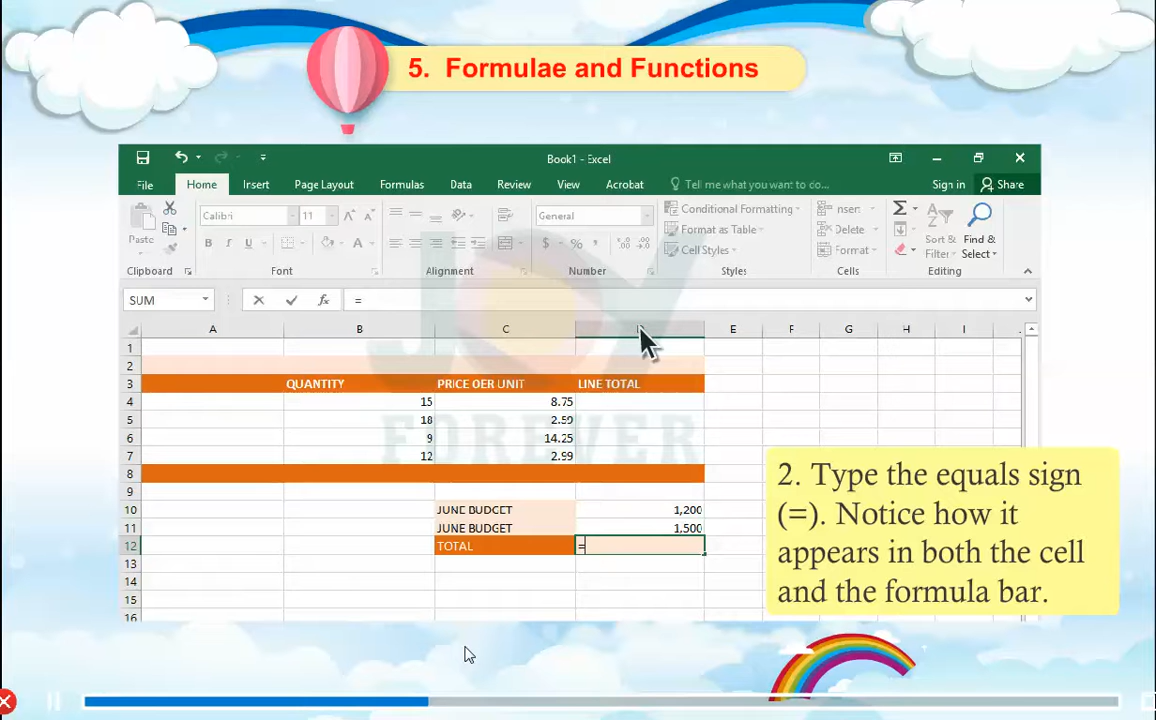 5. Formulae and Functions
Book1 - Excel
File Home Insert Page Layout Formulas Data Review View Acrobat Tell me what you want to do... Sign in Share
Paste Calibri 11 General Conditional Formatting Format as Table Cell Styles Insert Delete Format Sort & Filter Find & Select
Clipboard Font Alignment Number Styles Cells Editing
SUM fx =
A B C E F G H I
1
2
3 QUANTITY PRICE OER UNIT LINE TOTAL
4 15 8.75
5 18 2.59
6 9 14.25
7 12 2.99
8
9
10 JUNE BUDGET 1,200
11 JUNE BUDGET 1,500
12 TOTAL =
13
14
15
16
JOY
FOREVER
2. Type the equals sign
(=). Notice how it
appears in both the cell
and the formula bar.